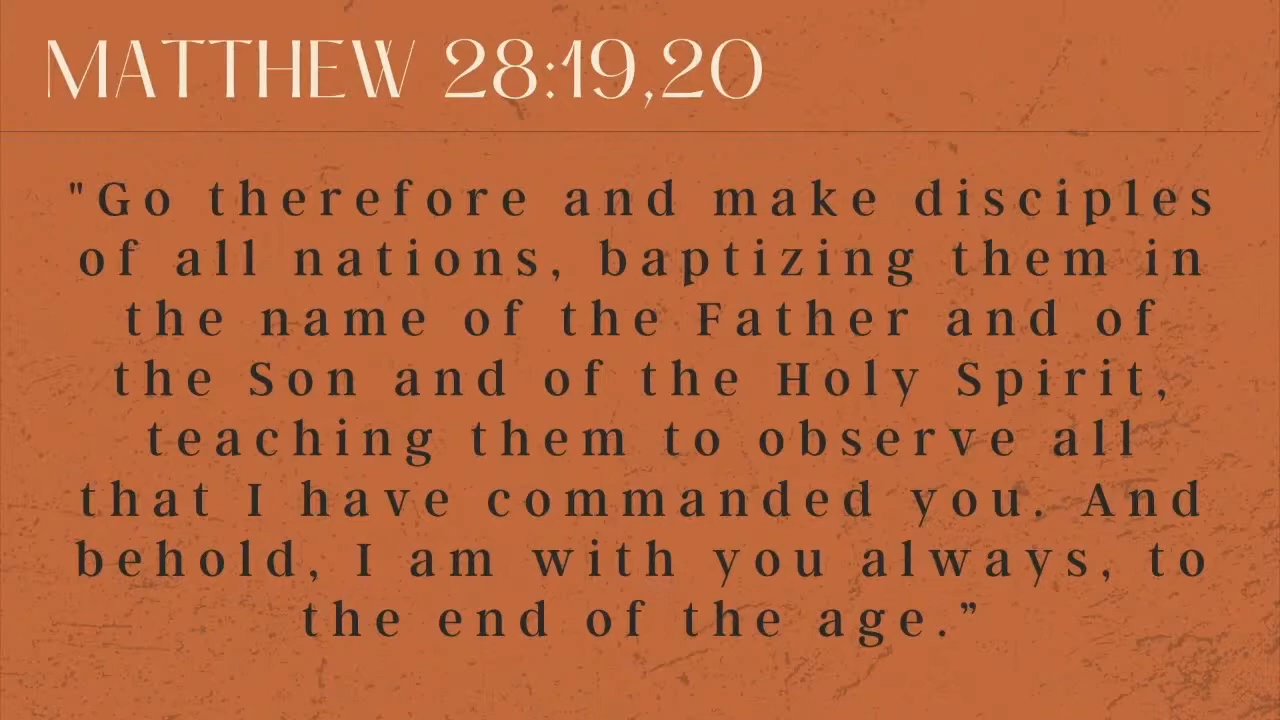 MATTHEW 28:19,20
"Go therefore and make disciples
of all nations, baptizing them in
the name of the Father and of
the Son and of the Holy Spirit,
teaching them to observe all
that I have commanded you. And
behold, I am with you always, to
the end of the age.”